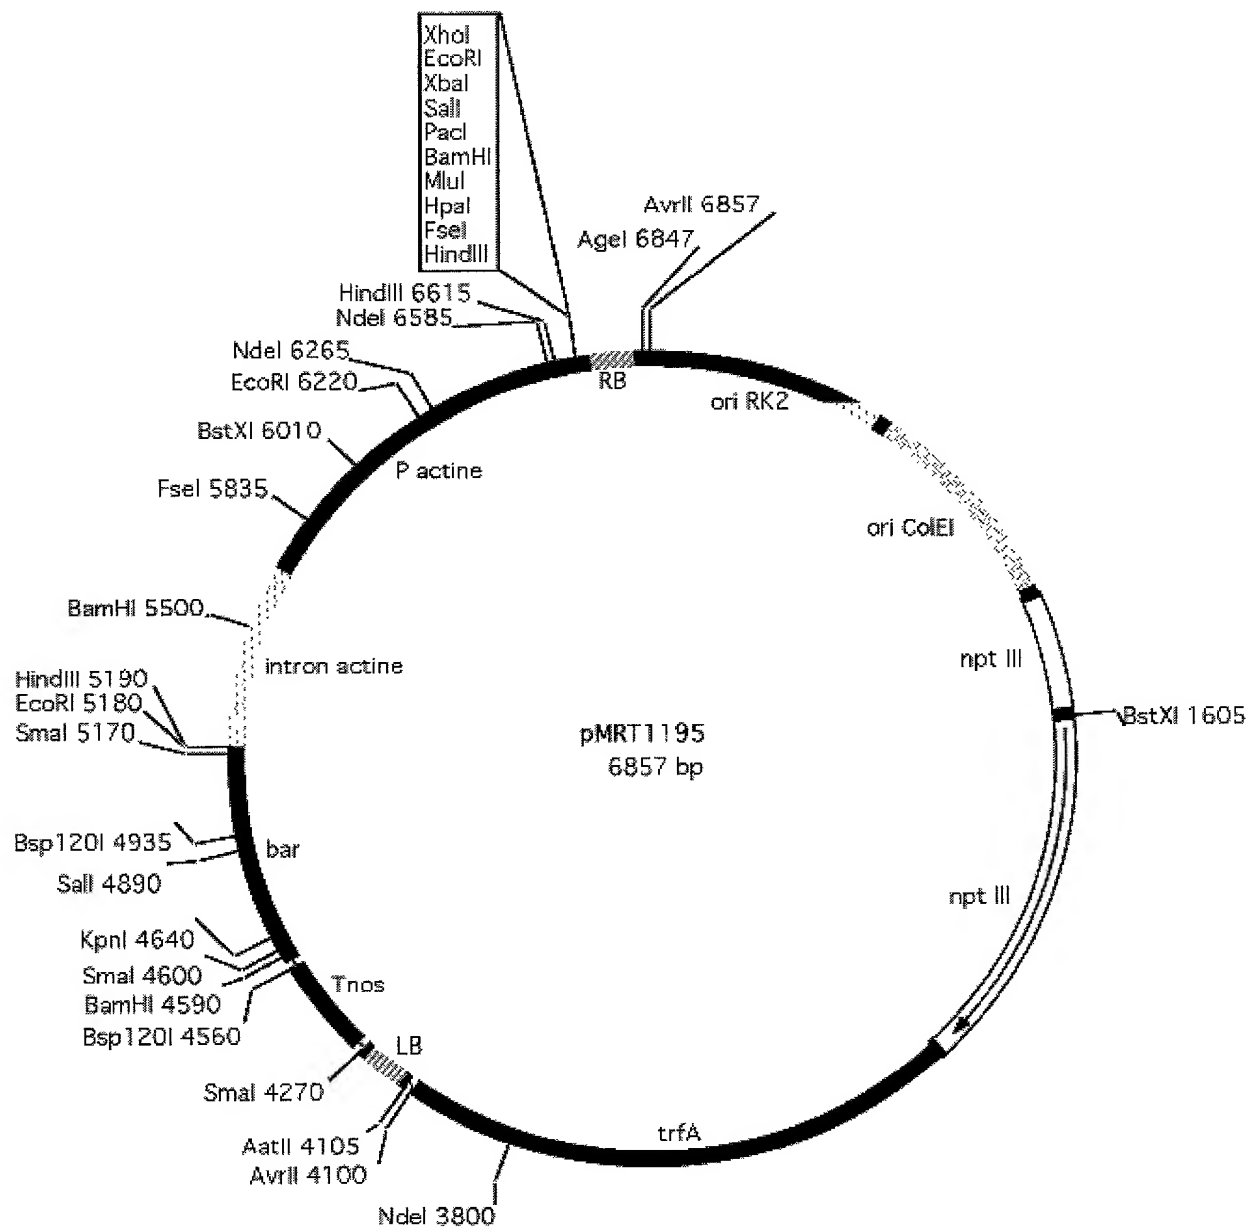 XhoI
EcoRI
XbaI
SalI
PacI
BamHI
MluI
HpaI
FseI
HindIII
AvrII 6857
AgeI 6847
HindIII 6615
NdeI 6585
NdeI 6265
EcoRI 6220
BstXI 6010
FseI 5835
RB
ori RK2
P actine
ori ColEI
BamHI 5500
intron actine
npt III
HindIII 5190
EcoRI 5180
SmaI 5170
BstXI 1605
pMRT1195
6857 bp
Bsp120I 4935
bar
SalI 4890
npt III
KpnI 4640
SmaI 4600
BamHI 4590
Bsp120I 4560
Tnos
LB
SmaI 4270
trfA
AatII 4105
AvrII 4100
NdeI 3800